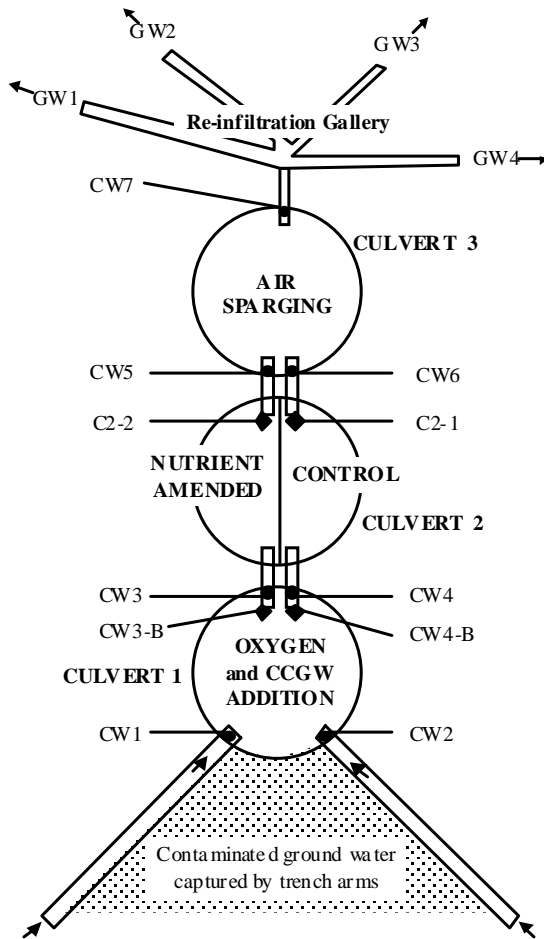 GW2
GW3
GW1
Re-infiltration Gallery
GW4
CW7
CULVERT 3
AIR
SPARGING
CW5
CW6
C2-2
C2-1
NUTRIENT
AMENDED
CONTROL
CULVERT 2
CW3
CW4
CW3-B
CW4-B
OXYGEN
and CCGW
ADDITION
CULVERT 1
CW1
CW2
Contaminated ground water
captured by trench arms